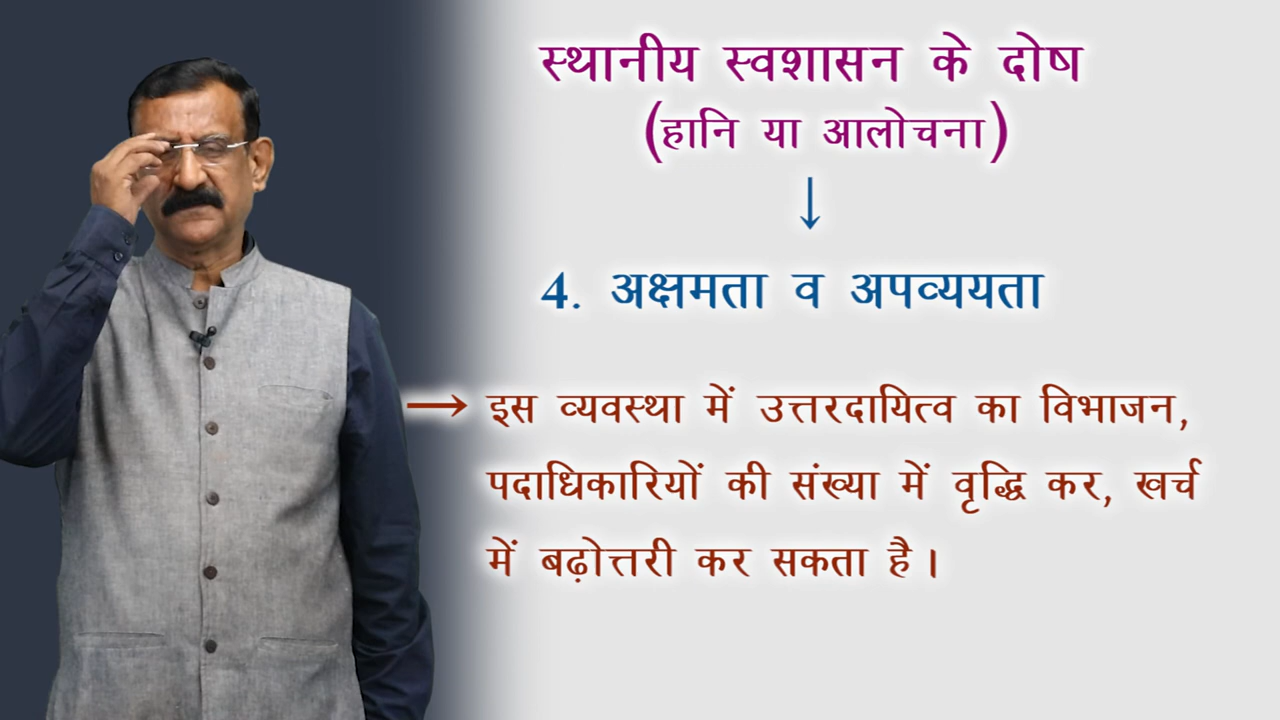 स्थानीय स्वशासन के दोष
(हानि या आलोचना)
↓
4. अक्षमता व अपव्ययता
→ इस व्यवस्था में उत्तरदायित्व का विभाजन,
पदाधिकारियों की संख्या में वृद्धि कर, खर्च
में बढ़ोत्तरी कर सकता है।